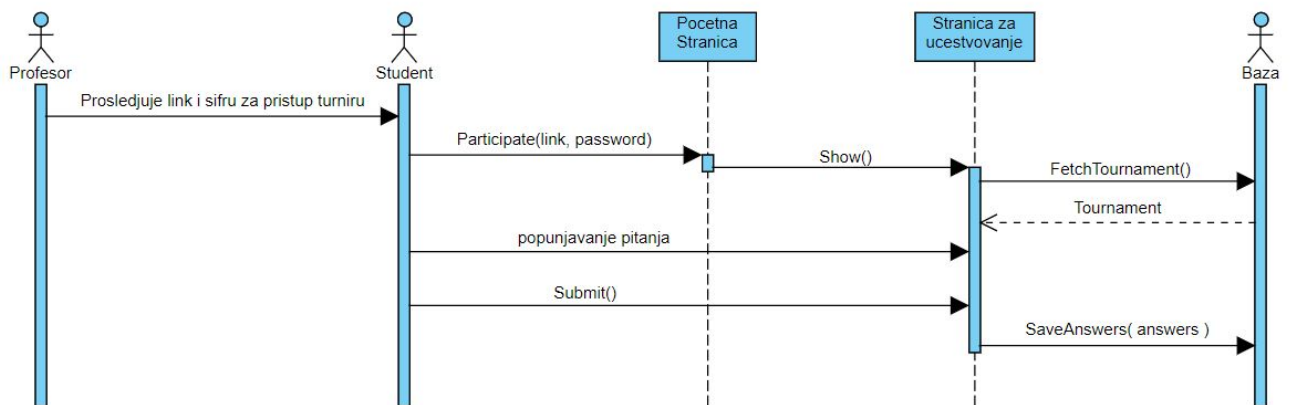 Profesor
Student
Pocetna
Stranica
Stranica za
ucestvovanje
Baza
Prosledjuje link i sifru za pristup turniru
Participate(link, password)
Show()
FetchTournament()
Tournament
popunjavanje pitanja
Submit()
SaveAnswers( answers )